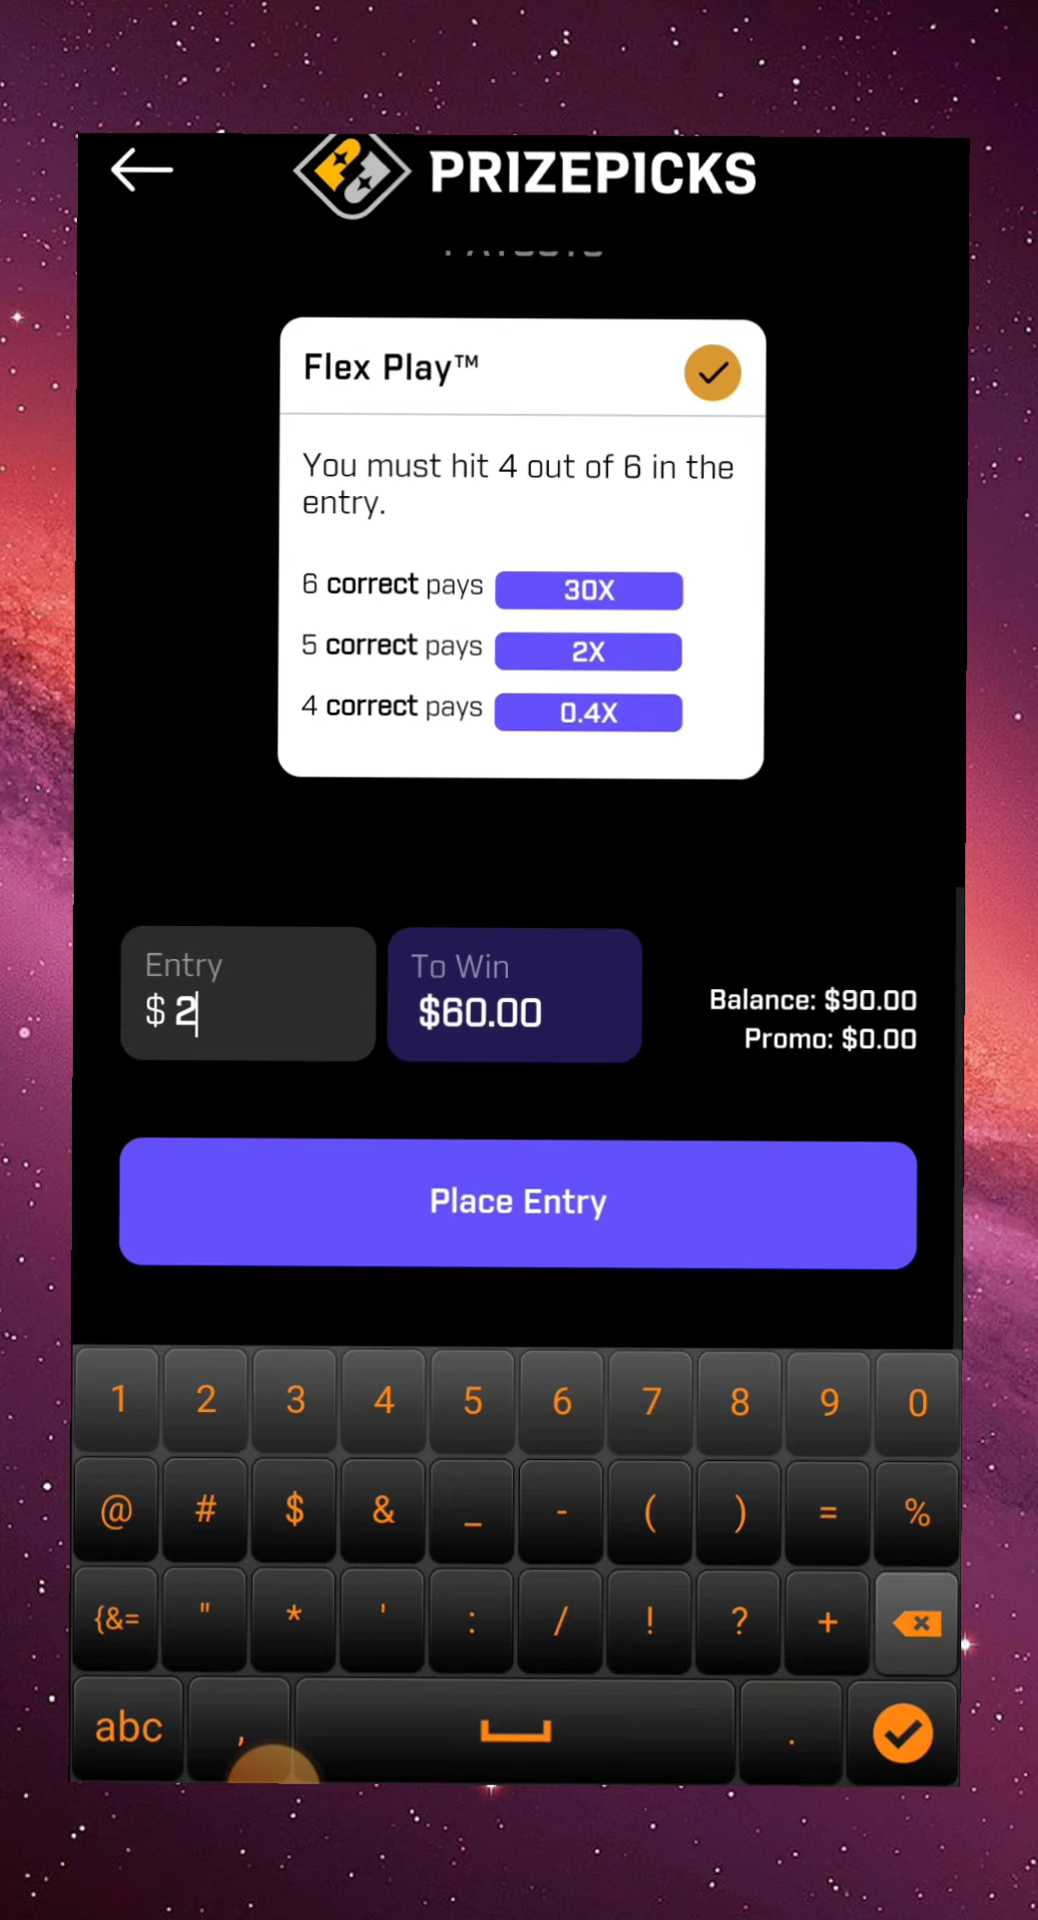 PRIZEPICKS
Flex Play™
You must hit 4 out of 6 in the
entry.
6 correct pays 30X
5 correct pays 2X
4 correct pays 0.4X
Entry
$ 2
To Win
$60.00
Balance: $90.00
Promo: $0.00
Place Entry
1 2 3 4 5 6 7 8 9 0
@ # $ & _ - ( ) = %
{&= " * ' : / ! ? +
abc , .